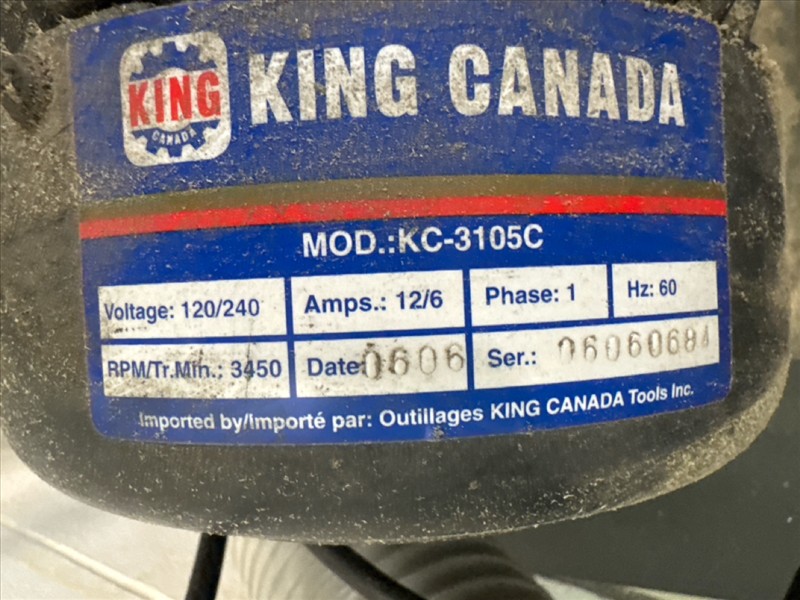 KING
CANADA
KING CANADA
MOD.:KC-3105C
Voltage: 120/240 Amps.: 12/6 Phase: 1 Hz: 60
RPM/Tr.Min.: 3450 Date: 0606 Ser.: 06060684
Imported by/Importé par: Outillages KING CANADA Tools Inc.